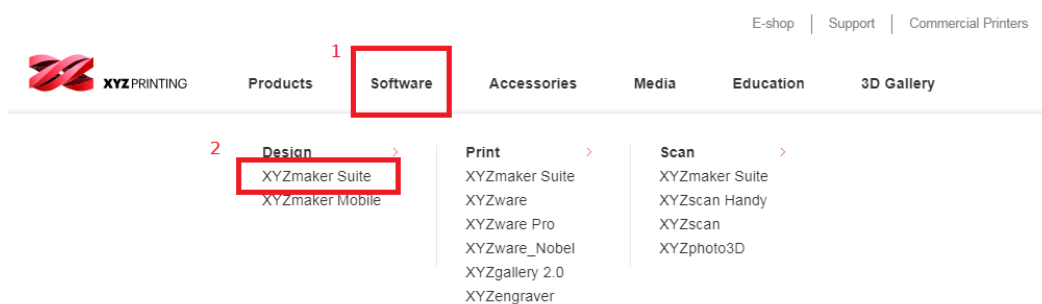 E-shop | Support | Commercial Printers
1
XYZPRINTING Products Software Accessories Media Education 3D Gallery
2
Design > Print > Scan >
XYZmaker Suite XYZmaker Suite XYZmaker Suite
XYZmaker Mobile XYZware XYZscan Handy
XYZware Pro XYZscan
XYZware_Nobel XYZphoto3D
XYZgallery 2.0
XYZengraver